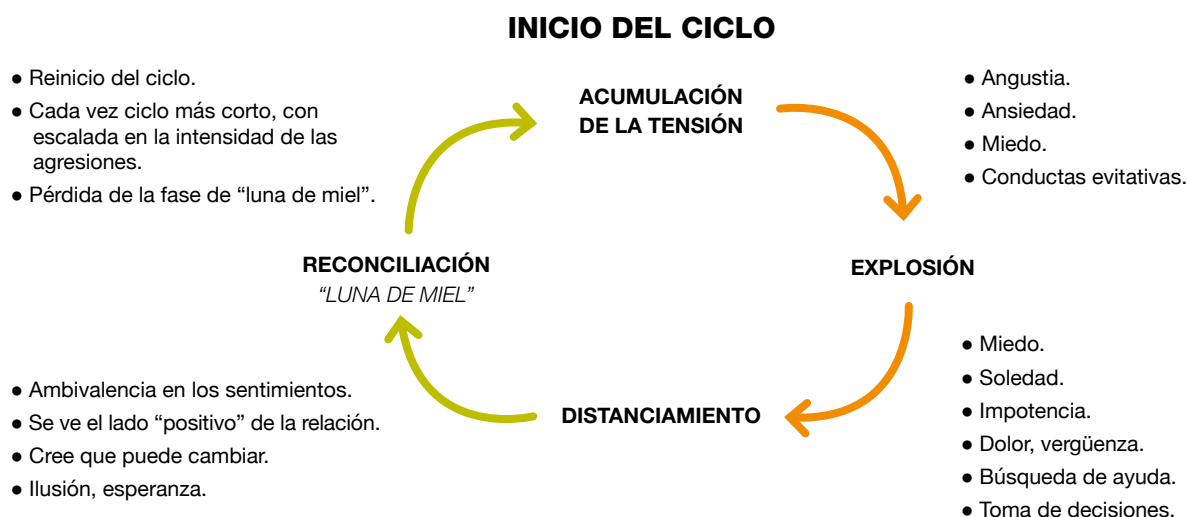 INICIO DEL CICLO
● Reinicio del ciclo.
● Cada vez ciclo más corto, con
escalada en la intensidad de las
agresiones.
● Pérdida de la fase de “luna de miel”.
ACUMULACIÓN
DE LA TENSIÓN
● Angustia.
● Ansiedad.
● Miedo.
● Conductas evitativas.
RECONCILIACIÓN
“LUNA DE MIEL”
EXPLOSIÓN
● Ambivalencia en los sentimientos.
● Se ve el lado “positivo” de la relación.
● Cree que puede cambiar.
● Ilusión, esperanza.
DISTANCIAMIENTO
● Miedo.
● Soledad.
● Impotencia.
● Dolor, vergüenza.
● Búsqueda de ayuda.
● Toma de decisiones.